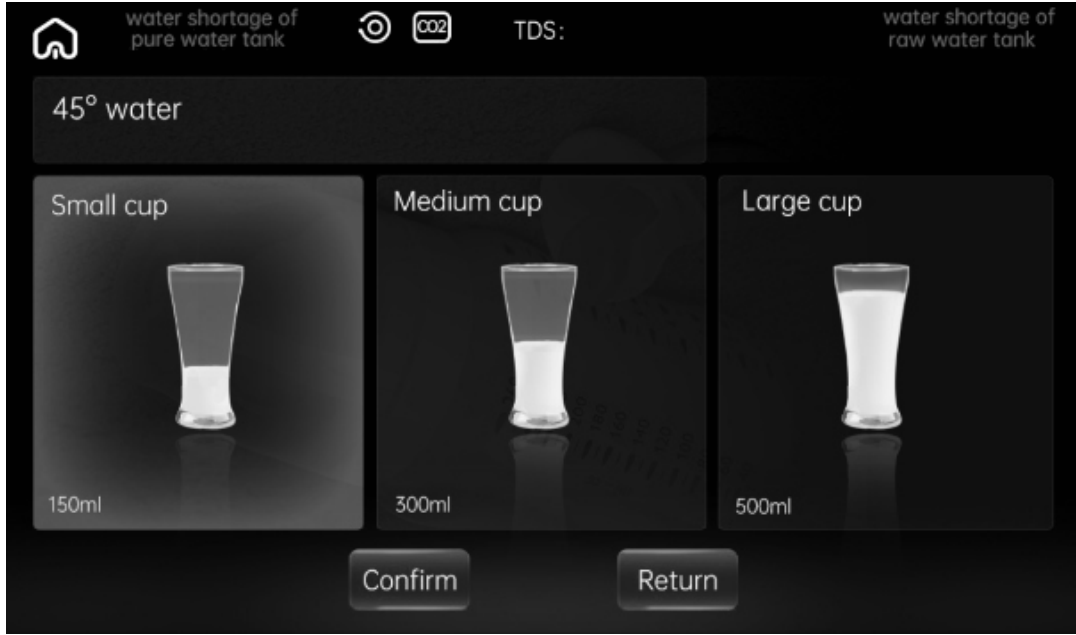 water shortage of
pure water tank
CO2
TDS:
water shortage of
raw water tank
45° water
Small cup
Medium cup
Large cup
150ml
300ml
500ml
Confirm
Return